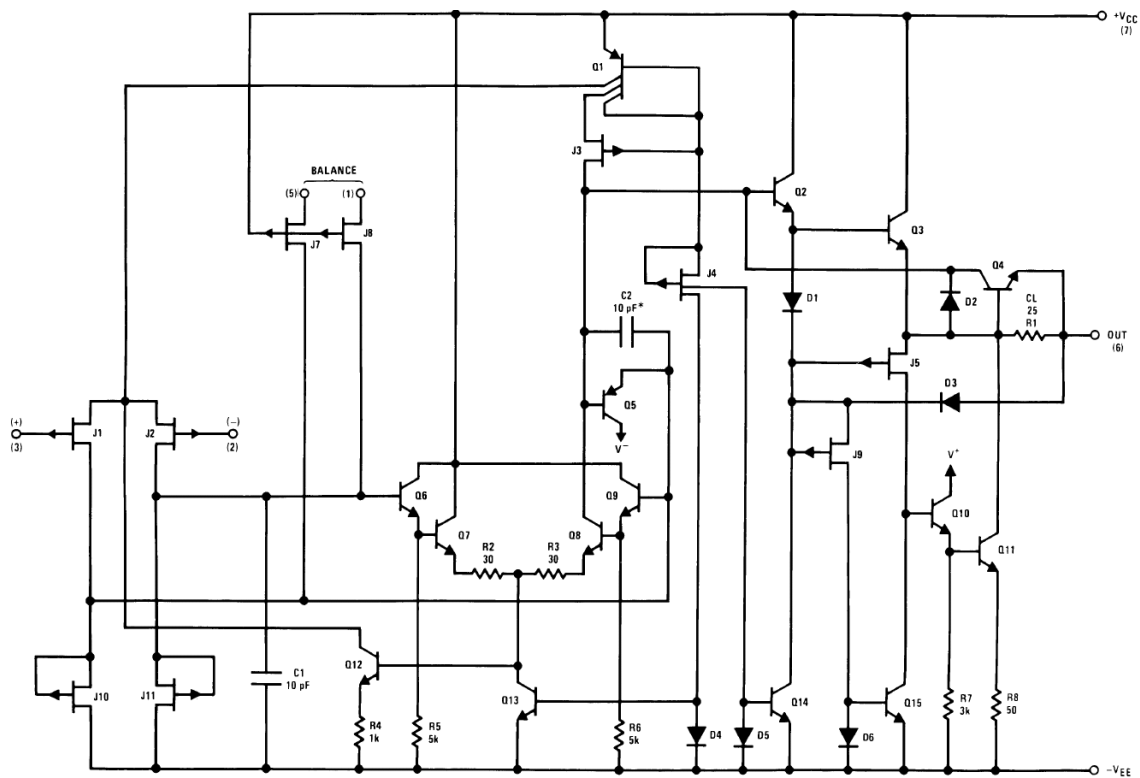 +VCC
(7)
Q1
J3
BALANCE
(5)
(1)
J7
J8
Q2
Q3
J4
Q4
C2
10 pF*
D1
D2
CL
25
R1
OUT
(6)
J5
D3
(+)
(3)
J1
J2
(−)
(2)
Q5
V−
J9
V+
Q6
Q9
Q7
Q8
R2
30
R3
30
Q10
Q11
C1
10 pF
Q12
Q13
J10
J11
R4
1k
R5
5k
R6
5k
D4
D5
Q14
D6
Q15
R7
3k
R8
50
−VEE